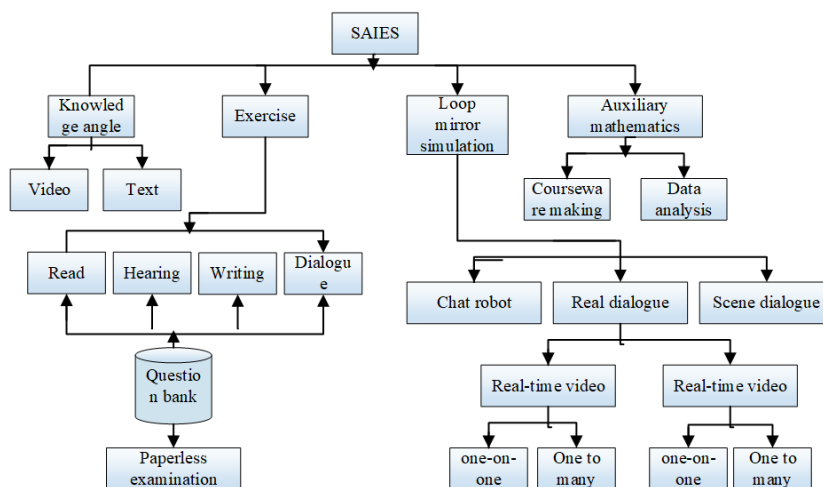 SAIES
Knowled
ge angle
Exercise
Loop
mirror
simulation
Auxiliary
mathematics
Video
Text
Courseswa
re making
Data
analysis
Read
Hearing
Writing
Dialogu
e
Chat robot
Real dialogue
Scene dialogue
Questio
n bank
Real-time video
Real-time video
Paperless
examination
one-on-
one
One to
many
one-on-
one
One to
many